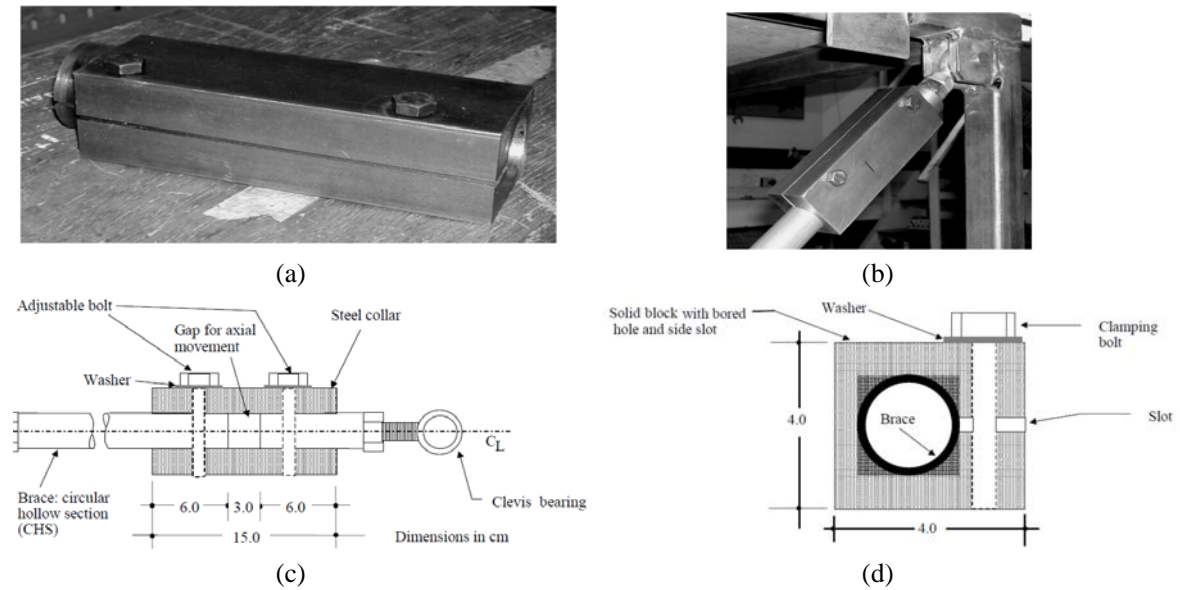 (a)
(b)
Adjustable bolt
Gap for axial
movement
Steel collar
Washer
C_L
Brace: circular
hollow section
(CHS)
Clevis bearing
6.0 3.0 6.0
15.0
Dimensions in cm
(c)
Solid block with bored
hole and side slot
Washer
Clamping
bolt
4.0
Brace
Slot
4.0
(d)